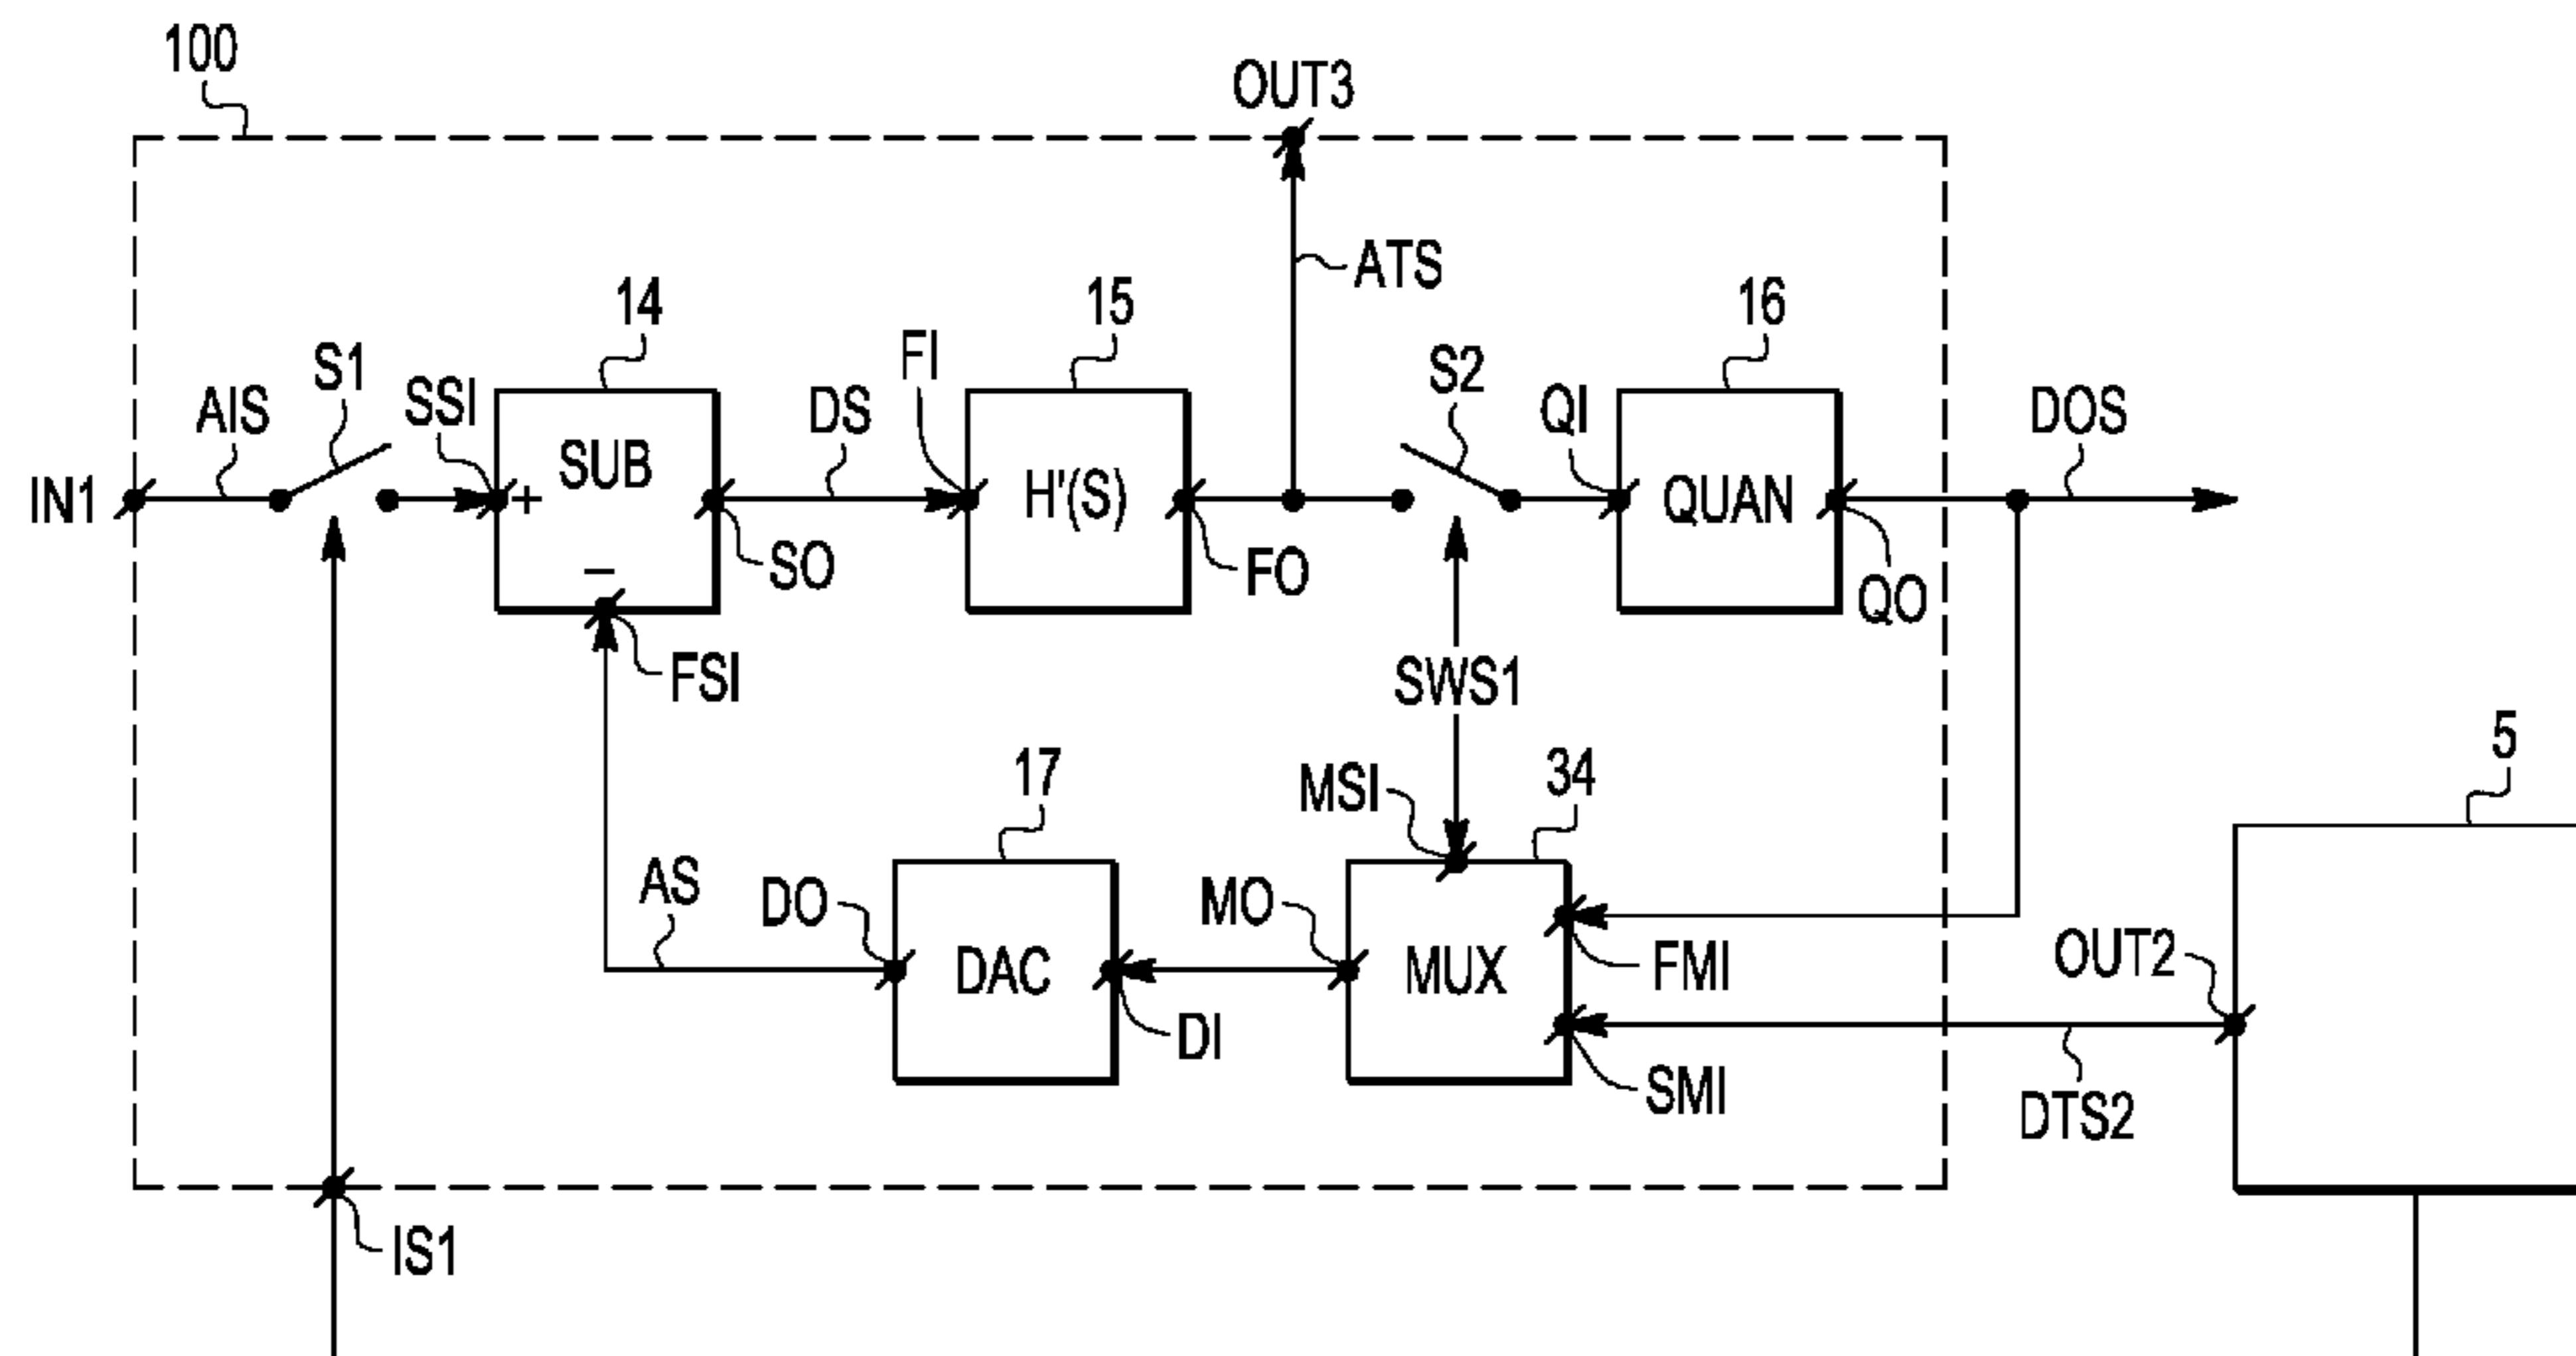 100
OUT3
ATS
14
15
16
FI
S1
S2
AIS
SSI
DS
QI
DOS
SUB
IN1
+
H'(S)
QUAN
SO
FO
QO
–
FSI
SWS1
17
MSI
34
5
AS
DO
MO
DAC
MUX
FMI
OUT2
DI
SMI
DTS2
IS1